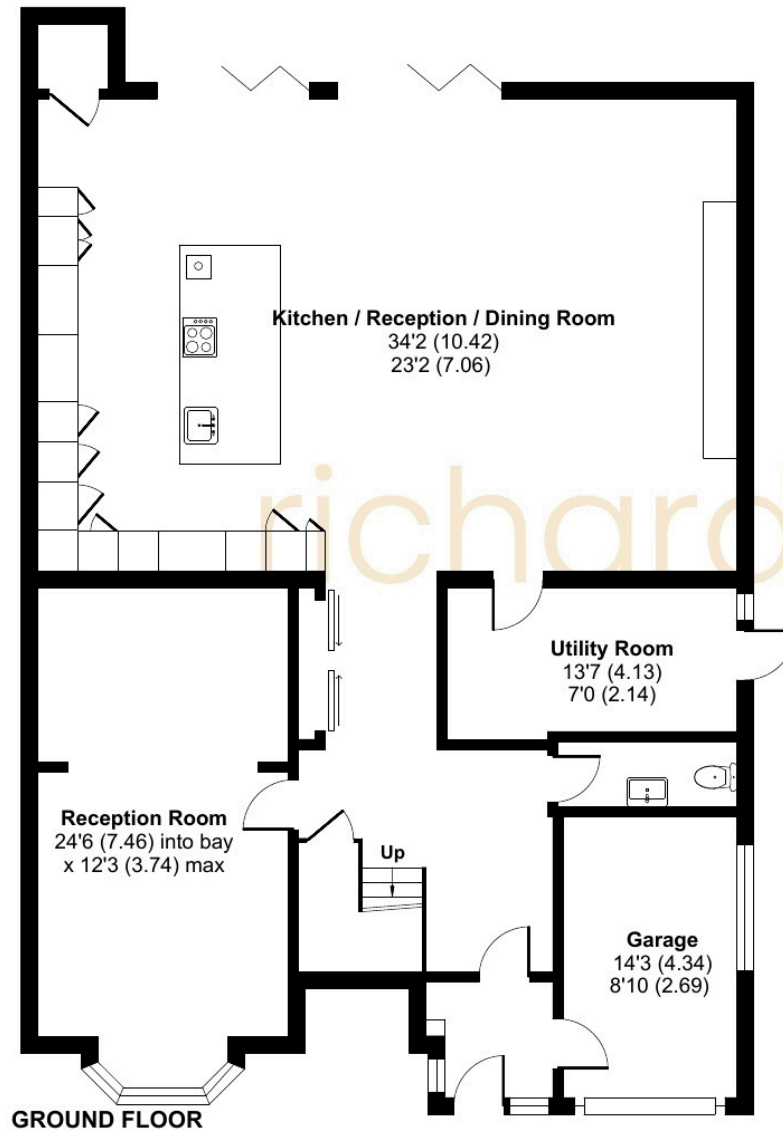 Kitchen / Reception / Dining Room
34'2 (10.42)
23'2 (7.06)
richard
Utility Room
13'7 (4.13)
7'0 (2.14)
Reception Room
24'6 (7.46) into bay
x 12'3 (3.74) max
Up
Garage
14'3 (4.34)
8'10 (2.69)
GROUND FLOOR